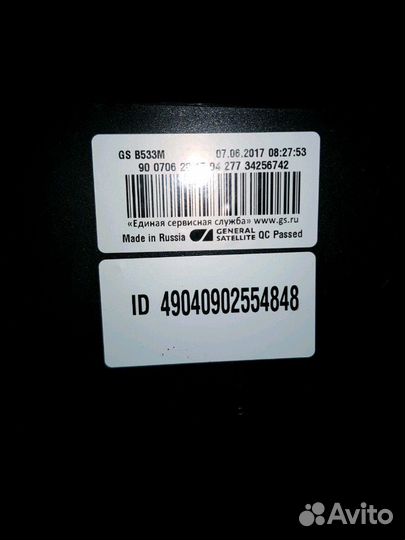 GS B533M 07.06.2017 08:27:53
90 0706 277 34256742
«Единая сервисная служба» www.gs.ru
Made in Russia GENERAL SATELLITE QC Passed
ID 49040902554848
Avito